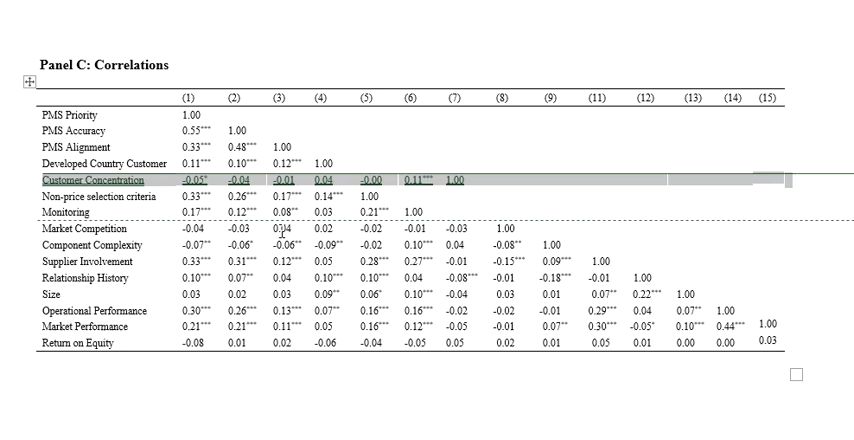 Panel C: Correlations
(1) (2) (3) (4) (5) (6) (7) (8) (9) (11) (12) (13) (14) (15)
PMS Priority 1.00
PMS Accuracy 0.55*** 1.00
PMS Alignment 0.33*** 0.48*** 1.00
Developed Country Customer 0.11*** 0.10*** 0.12*** 1.00
Customer Concentration -0.05* -0.04 -0.01 0.04 -0.00 0.11*** 1.00
Non-price selection criteria 0.33*** 0.26*** 0.17*** 0.14*** 1.00
Monitoring 0.17*** 0.12*** 0.08** 0.03 0.21*** 1.00
Market Competition -0.04 -0.03 0.04 0.02 -0.02 -0.01 -0.03 1.00
Component Complexity -0.07** -0.06* -0.06** -0.09** -0.02 0.10*** 0.04 -0.08** 1.00
Supplier Involvement 0.33*** 0.31*** 0.12*** 0.05 0.28*** 0.27*** -0.01 -0.15*** 0.09*** 1.00
Relationship History 0.10*** 0.07** 0.04 0.10*** 0.10*** 0.04 -0.08*** -0.01 -0.18*** -0.01 1.00
Size 0.03 0.02 0.03 0.09** 0.06* 0.10*** -0.04 0.03 0.01 0.07** 0.22*** 1.00
Operational Performance 0.30*** 0.26*** 0.13*** 0.07** 0.16*** 0.16*** -0.02 -0.02 -0.01 0.29*** 0.04 0.07** 1.00
Market Performance 0.21*** 0.21*** 0.11*** 0.05 0.16*** 0.12*** -0.05 -0.01 0.07** 0.30*** -0.05* 0.10*** 0.44*** 1.00
Return on Equity -0.08 0.01 0.02 -0.06 -0.04 -0.05 0.05 0.02 0.01 0.05 0.01 0.00 0.00 0.03